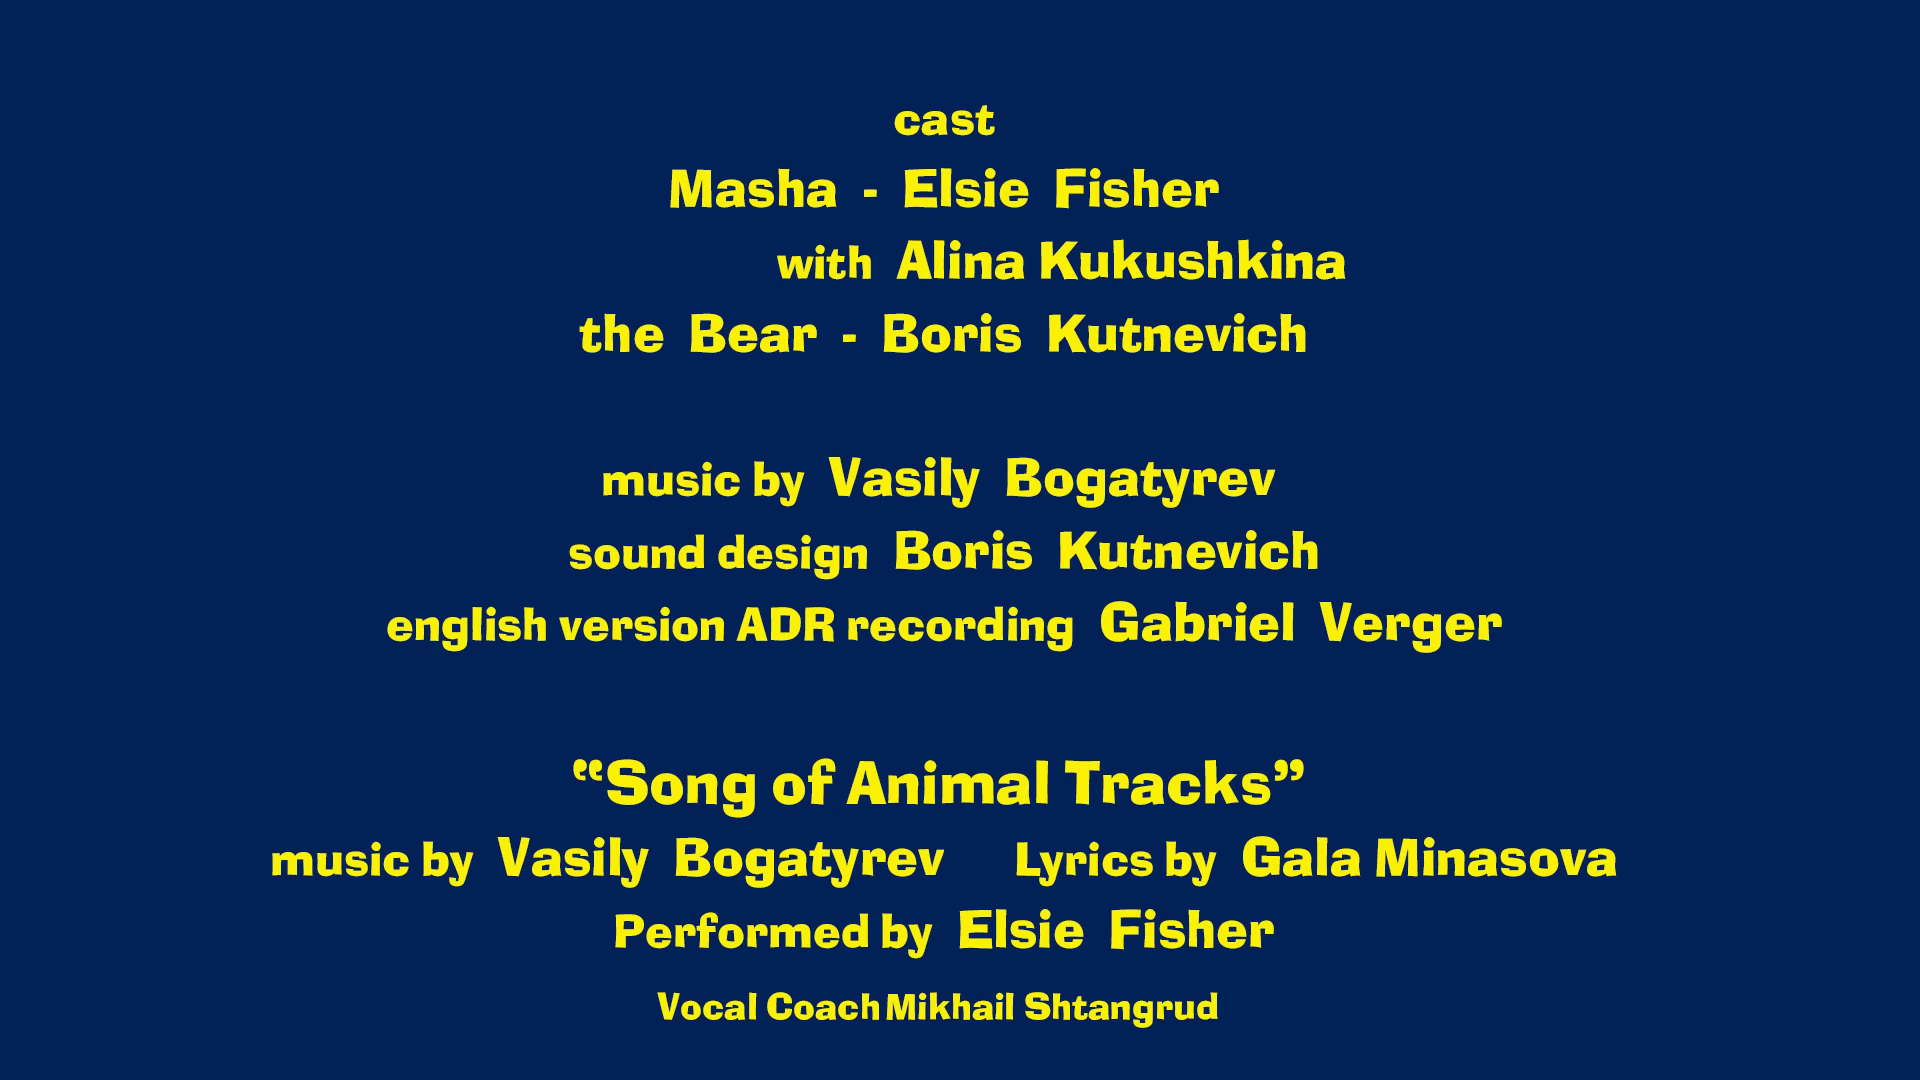 cast
Masha - Elsie Fisher
with Alina Kukushkina
the Bear - Boris Kutnevich
music by Vasily Bogatyrev
sound design Boris Kutnevich
english version ADR recording Gabriel Verger
“Song of Animal Tracks”
music by Vasily Bogatyrev Lyrics by Gala Minasova
Performed by Elsie Fisher
Vocal Coach Mikhail Shtangrud